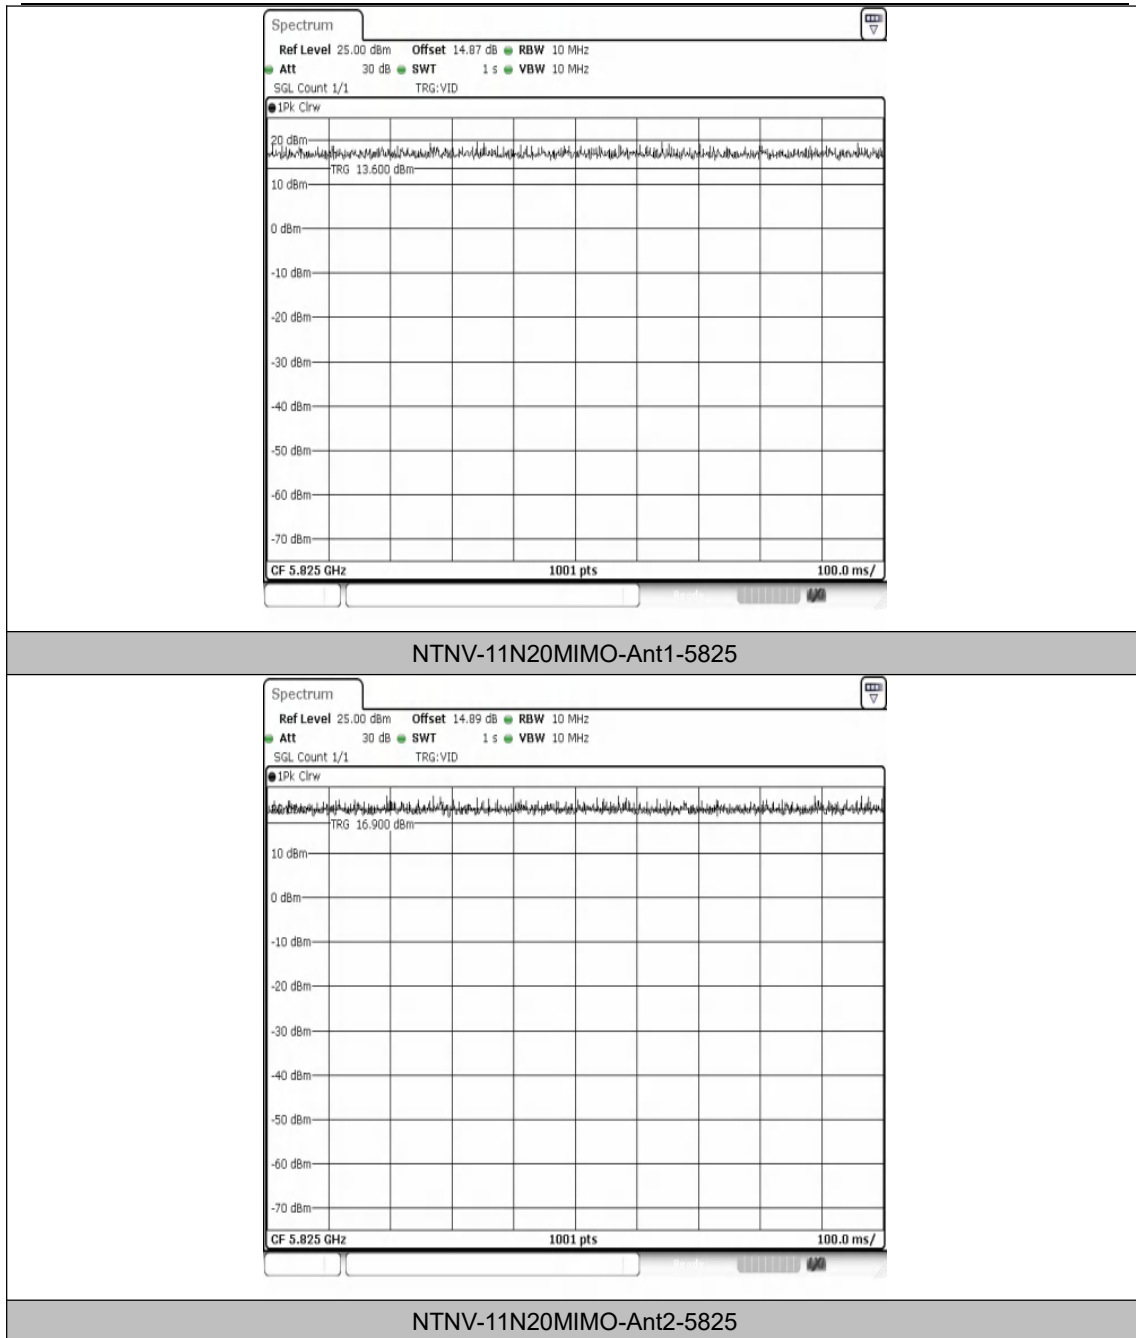 Spectrum
Ref Level 25.00 dBm Offset 14.87 dB RBW 10 MHz
Att 30 dB SWT 1 s VBW 10 MHz
SGL Count 1/1 TRG:VID
1Pk Clrw
20 dBm
TRG 13.600 dBm
10 dBm
0 dBm
-10 dBm
-20 dBm
-30 dBm
-40 dBm
-50 dBm
-60 dBm
-70 dBm
CF 5.825 GHz 1001 pts 100.0 ms/
NTNV-11N20MIMO-Ant1-5825
Spectrum
Ref Level 25.00 dBm Offset 14.89 dB RBW 10 MHz
Att 30 dB SWT 1 s VBW 10 MHz
SGL Count 1/1 TRG:VID
1Pk Clrw
TRG 16.900 dBm
10 dBm
0 dBm
-10 dBm
-20 dBm
-30 dBm
-40 dBm
-50 dBm
-60 dBm
-70 dBm
CF 5.825 GHz 1001 pts 100.0 ms/
NTNV-11N20MIMO-Ant2-5825